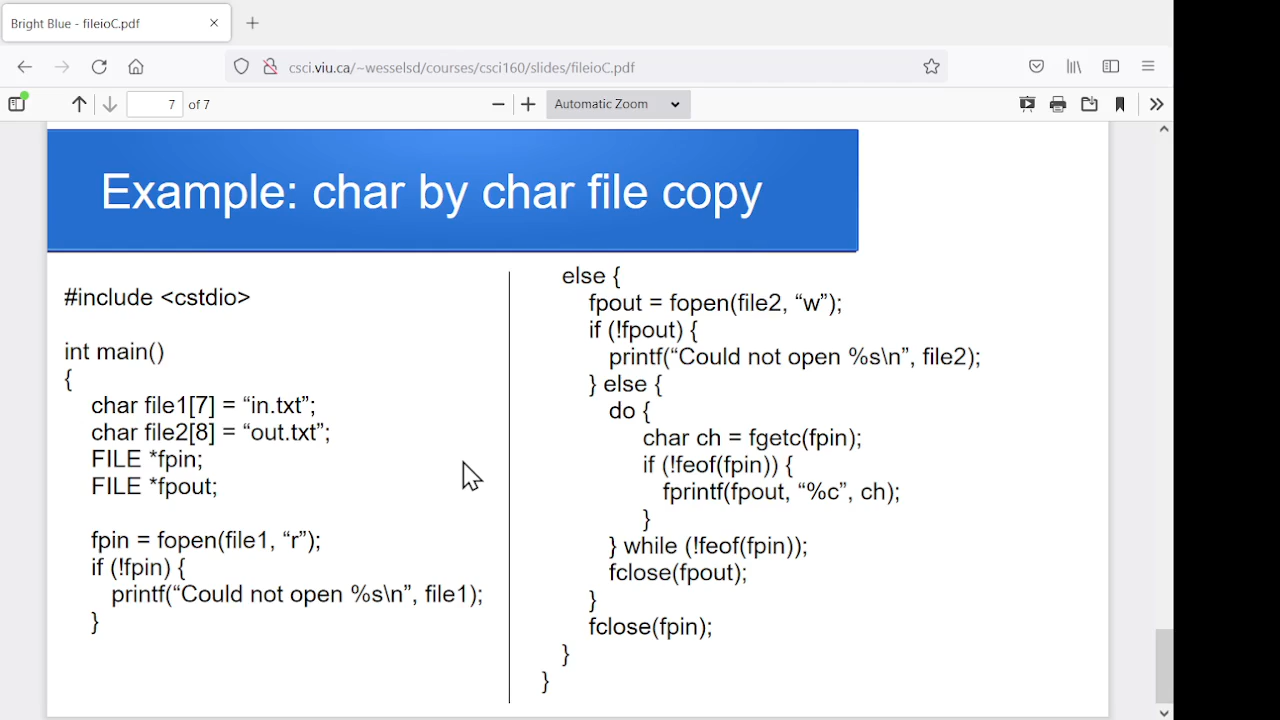 Bright Blue - fileioC.pdf
csci.viu.ca/~wesselsd/courses/csci160/slides/fileioC.pdf
7 of 7
Automatic Zoom
Example: char by char file copy
#include <cstdio>
int main()
{
char file1[7] = “in.txt”;
char file2[8] = “out.txt”;
FILE *fpin;
FILE *fpout;
fpin = fopen(file1, “r”);
if (!fpin) {
printf(“Could not open %s\n”, file1);
}
else {
fpout = fopen(file2, “w”);
if (!fpout) {
printf(“Could not open %s\n”, file2);
} else {
do {
char ch = fgetc(fpin);
if (!feof(fpin)) {
fprintf(fpout, “%c”, ch);
}
} while (!feof(fpin));
fclose(fpout);
}
fclose(fpin);
}
}